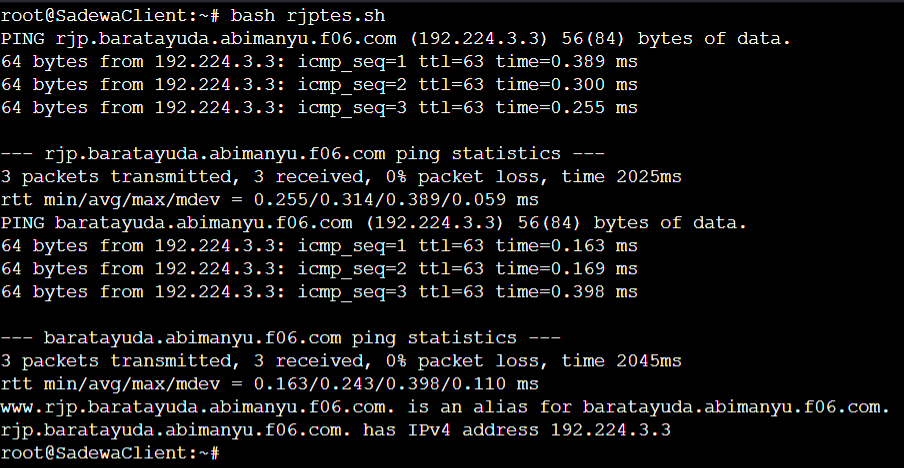 root@SadewaClient:~# bash rjptes.sh
PING rjp.baratayuda.abimanyu.f06.com (192.224.3.3) 56(84) bytes of data.
64 bytes from 192.224.3.3: icmp_seq=1 ttl=63 time=0.389 ms
64 bytes from 192.224.3.3: icmp_seq=2 ttl=63 time=0.300 ms
64 bytes from 192.224.3.3: icmp_seq=3 ttl=63 time=0.255 ms

--- rjp.baratayuda.abimanyu.f06.com ping statistics ---
3 packets transmitted, 3 received, 0% packet loss, time 2025ms
rtt min/avg/max/mdev = 0.255/0.314/0.389/0.059 ms
PING baratayuda.abimanyu.f06.com (192.224.3.3) 56(84) bytes of data.
64 bytes from 192.224.3.3: icmp_seq=1 ttl=63 time=0.163 ms
64 bytes from 192.224.3.3: icmp_seq=2 ttl=63 time=0.169 ms
64 bytes from 192.224.3.3: icmp_seq=3 ttl=63 time=0.398 ms

--- baratayuda.abimanyu.f06.com ping statistics ---
3 packets transmitted, 3 received, 0% packet loss, time 2045ms
rtt min/avg/max/mdev = 0.163/0.243/0.398/0.110 ms
www.rjp.baratayuda.abimanyu.f06.com. is an alias for baratayuda.abimanyu.f06.com.
rjp.baratayuda.abimanyu.f06.com. has IPv4 address 192.224.3.3
root@SadewaClient:~#